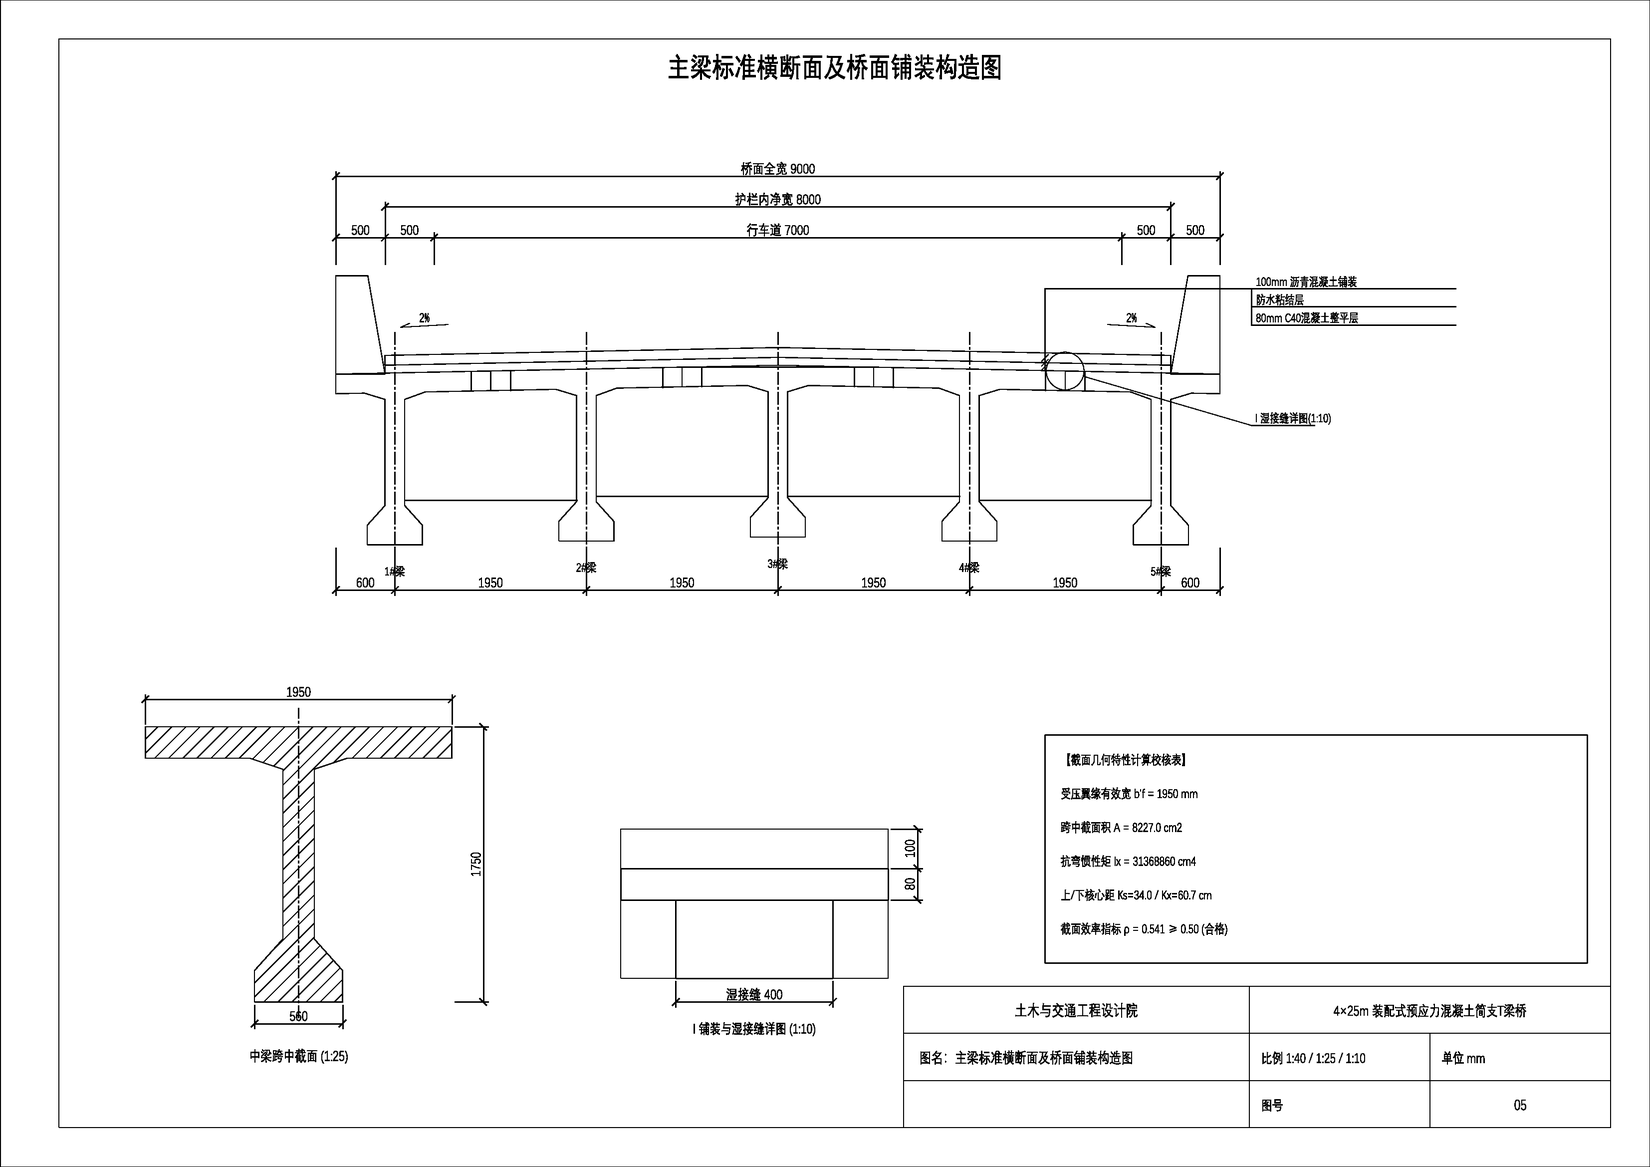 主梁标准横断面及桥面铺装构造图
桥面全宽 9000
护栏内净宽 8000
500 500 行车道 7000 500 500
100mm 沥青混凝土铺装
防水粘结层
80mm C40混凝土整平层
2% 2%
I 湿接缝详图(1:10)
1#梁 2#梁 3#梁 4#梁 5#梁
600 1950 1950 1950 1950 600
1950
1750
560
中梁跨中截面 (1:25)
100
80
湿接缝 400
I 铺装与湿接缝详图 (1:10)
【截面几何特性计算校核表】
受压翼缘有效宽 b'f = 1950 mm
跨中截面积 A = 8227.0 cm2
抗弯惯性矩 Ix = 31368860 cm4
上/下核心距 Ks=34.0 / Kx=60.7 cm
截面效率指标 ρ = 0.541 ≥ 0.50 (合格)
土木与交通工程设计院 4×25m 装配式预应力混凝土简支T梁桥
图名：主梁标准横断面及桥面铺装构造图 比例 1:40 / 1:25 / 1:10 单位 mm
图号 05